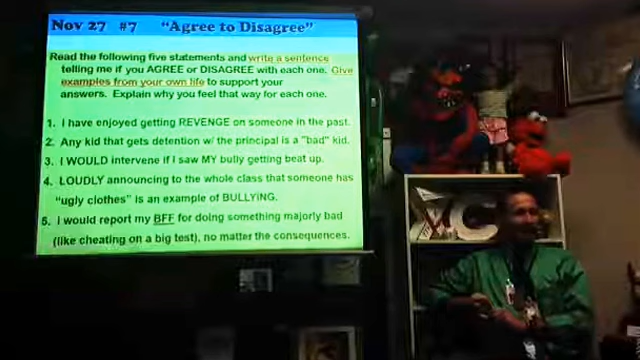 Nov 27 #7 "Agree to Disagree"
Read the following five statements and write a sentence
telling me if you AGREE or DISAGREE with each one. Give
examples from your own life to support your
answers. Explain why you feel that way for each one.
1. I have enjoyed getting REVENGE on someone in the past.
2. Any kid that gets detention w/ the principal is a "bad" kid.
3. I WOULD intervene if I saw MY bully getting beat up.
4. LOUDLY announcing to the whole class that someone has
"ugly clothes" is an example of BULLYING.
5. I would report my BFF for doing something majorly bad
(like cheating on a big test), no matter the consequences.